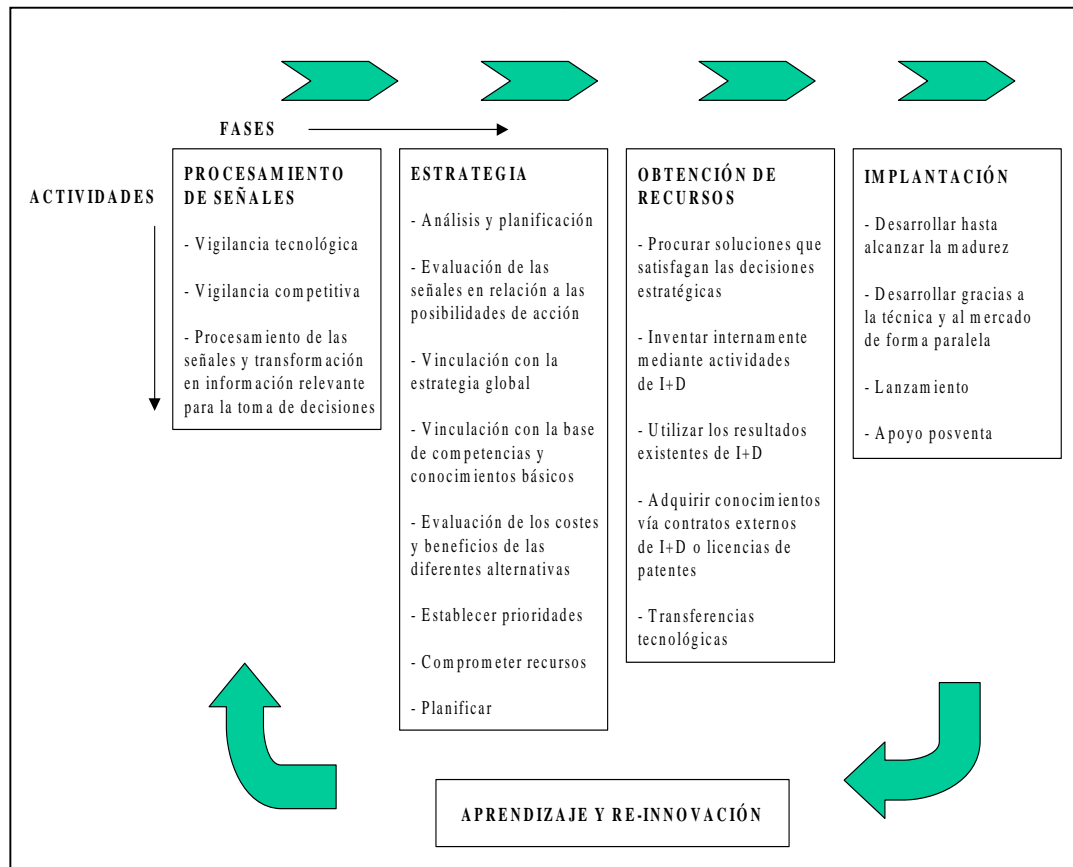 FASES
ACTIVIDADES
PROCESAMIENTO
DE SEÑALES
- Vigilancia tecnológica
- Vigilancia competitiva
- Procesamiento de las
señales y transformación
en información relevante
para la toma de decisiones
ESTRATEGIA
- Análisis y planificación
- Evaluación de las
señales en relación a las
posibilidades de acción
- Vinculación con la
estrategia global
- Vinculación con la base
de competencias y
conocimientos básicos
- Evaluación de los costes
y beneficios de las
diferentes alternativas
- Establecer prioridades
- Comprometer recursos
- Planificar
OBTENCIÓN DE
RECURSOS
- Procurar soluciones que
satisfagan las decisiones
estratégicas
- Inventar internamente
mediante actividades
de I+D
- Utilizar los resultados
existentes de I+D
- Adquirir conocimientos
vía contratos externos
de I+D o licencias de
patentes
- Transferencias
tecnológicas
IMPLANTACIÓN
- Desarrollar hasta
alcanzar la madurez
- Desarrollar gracias a
la técnica y al mercado
de forma paralela
- Lanzamiento
- Apoyo posventa
APRENDIZAJE Y RE-INNOVACIÓN